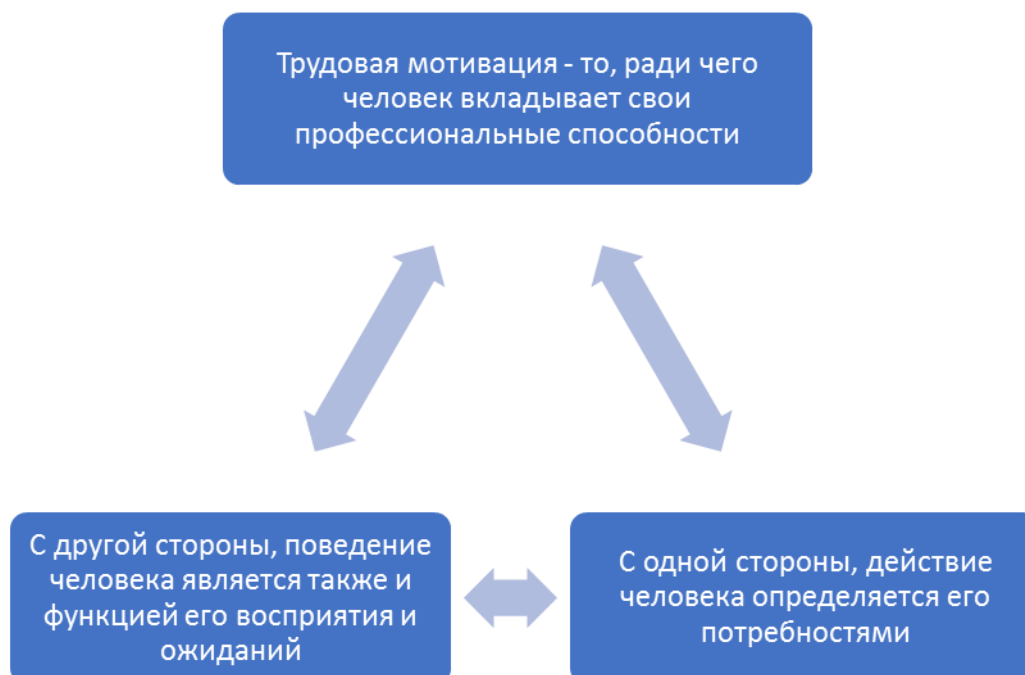 Трудовая мотивация - то, ради чего
человек вкладывает свои
профессиональные способности
С другой стороны, поведение
человека является также и
функцией его восприятия и
ожиданий
С одной стороны, действие
человека определяется его
потребностями